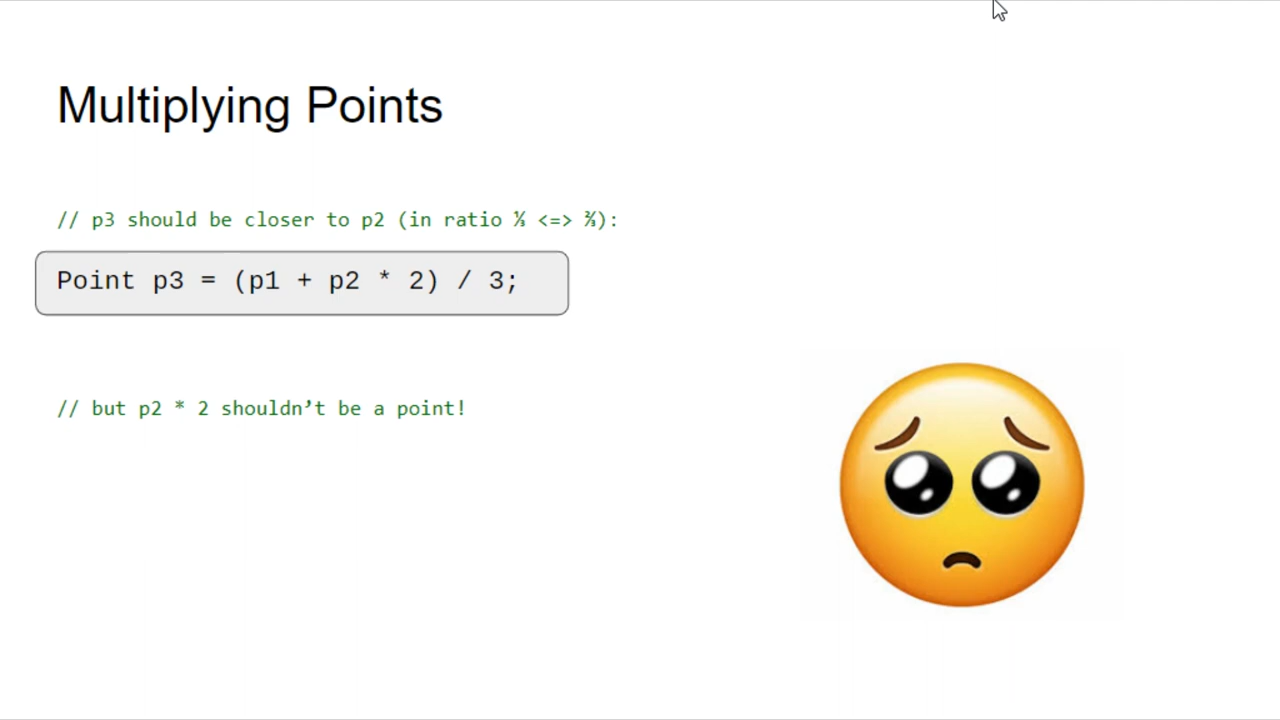 Multiplying Points
// p3 should be closer to p2 (in ratio ⅓ <=> ⅔):
Point p3 = (p1 + p2 * 2) / 3;
// but p2 * 2 shouldn’t be a point!